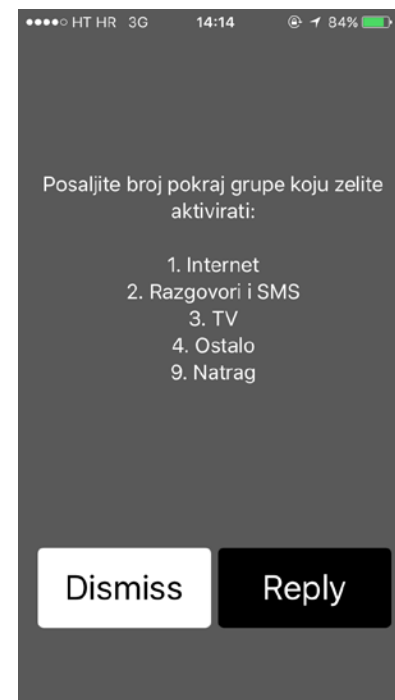 HT HR 3G 14:14 84%
Posaljite broj pokraj grupe koju zelite
aktivirati:
1. Internet
2. Razgovori i SMS
3. TV
4. Ostalo
9. Natrag
Dismiss Reply